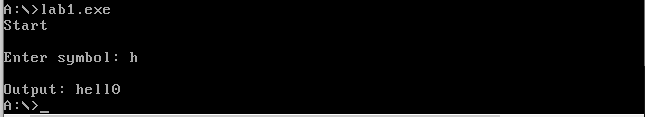 A:\>lab1.exe
Start
Enter symbol: h
Output: hell0
A:\>_